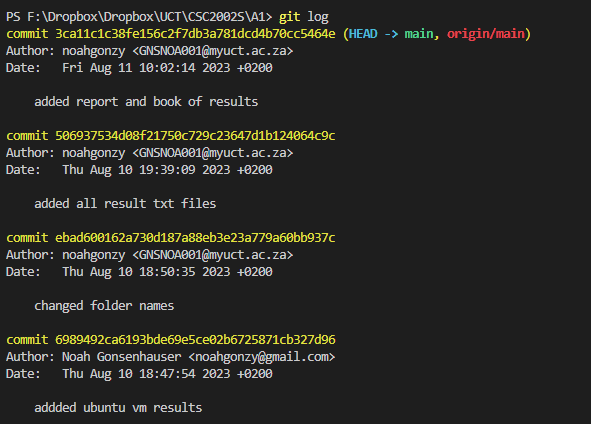 PS F:\Dropbox\Dropbox\UCT\CSC2002S\A1> git log
commit 3ca11c1c38fe156c2f7db3a781dcd4b70cc5464e (HEAD -> main, origin/main)
Author: noahgonzy <GNSNOA001@myuct.ac.za>
Date:   Fri Aug 11 10:02:14 2023 +0200
    added report and book of results
commit 506937534d08f21750c729c23647d1b124064c9c
Author: noahgonzy <GNSNOA001@myuct.ac.za>
Date:   Thu Aug 10 19:39:09 2023 +0200
    added all result txt files
commit ebad600162a730d187a88eb3e23a779a60bb937c
Author: noahgonzy <GNSNOA001@myuct.ac.za>
Date:   Thu Aug 10 18:50:35 2023 +0200
    changed folder names
commit 6989492ca6193bde69e5ce02b6725871cb327d96
Author: Noah Gonsenhauser <noahgonzy@gmail.com>
Date:   Thu Aug 10 18:47:54 2023 +0200
    addded ubuntu vm results